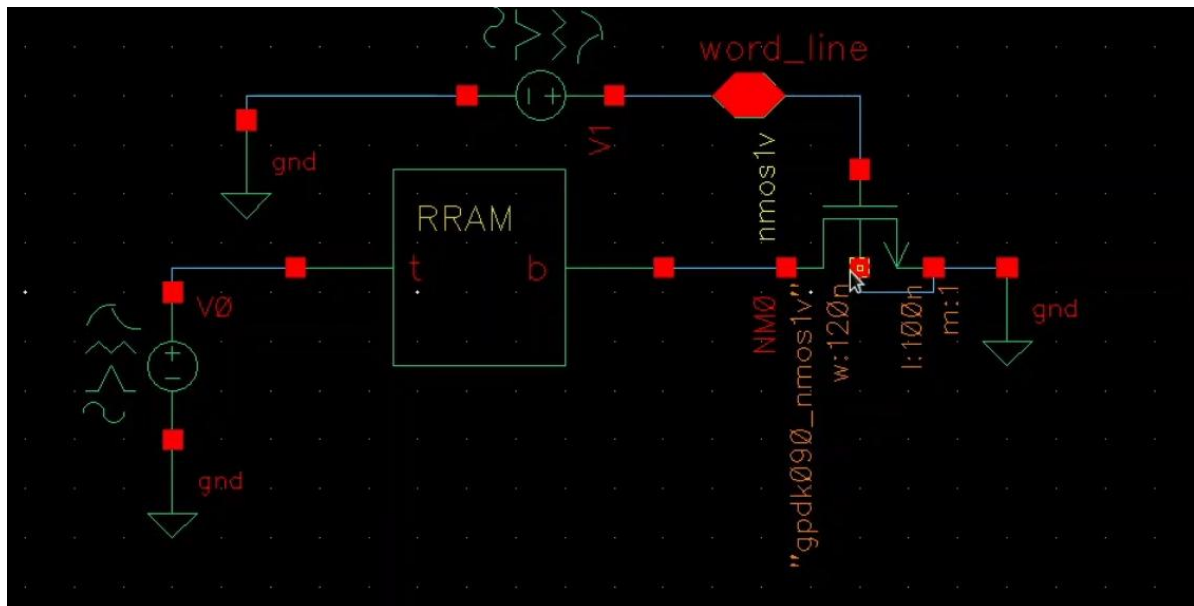 word_line
V1
gnd
nmos1v
RRAM
t
b
V0
NM0
"gpdk090_nmos1v"
w:120n
l:100n
m:1
gnd
gnd